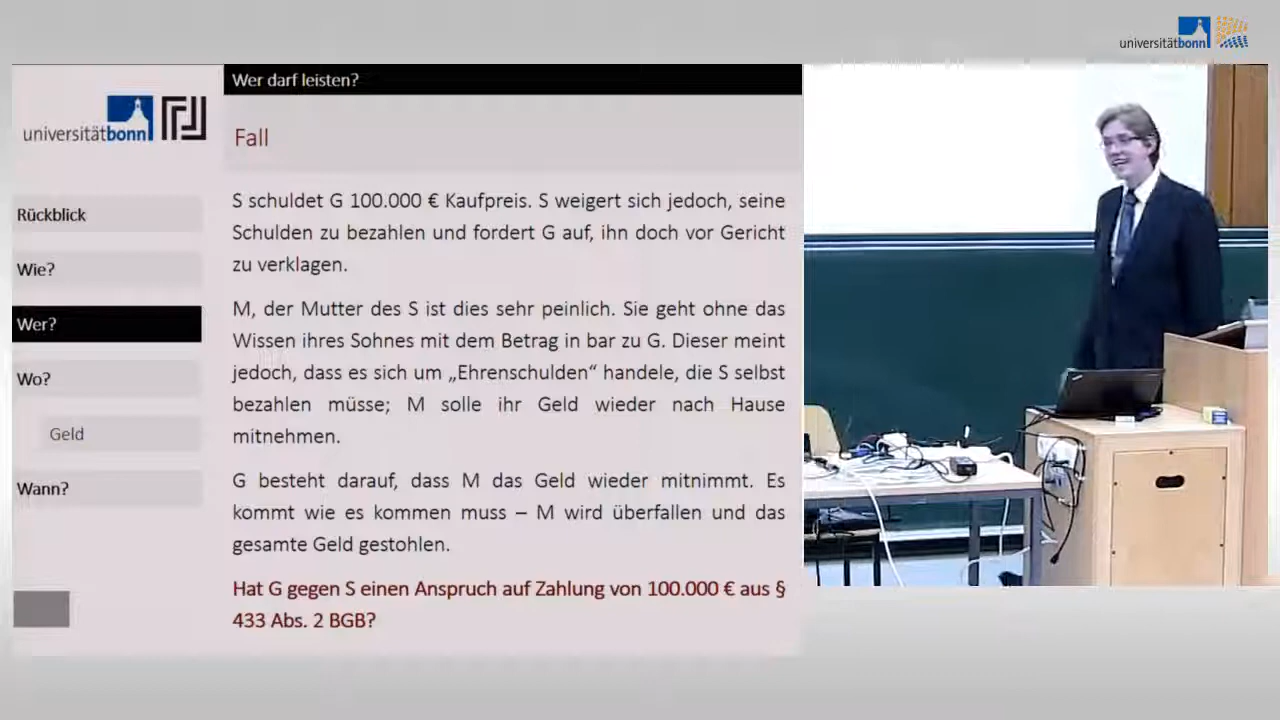 universitätbonn
Wer darf leisten?
universitätbonn
Fall
Rückblick
Wie?
Wer?
Wo?
Geld
Wann?
S schuldet G 100.000 € Kaufpreis. S weigert sich jedoch, seine
Schulden zu bezahlen und fordert G auf, ihn doch vor Gericht
zu verklagen.
M, der Mutter des S ist dies sehr peinlich. Sie geht ohne das
Wissen ihres Sohnes mit dem Betrag in bar zu G. Dieser meint
jedoch, dass es sich um „Ehrenschulden“ handele, die S selbst
bezahlen müsse; M solle ihr Geld wieder nach Hause
mitnehmen.
G besteht darauf, dass M das Geld wieder mitnimmt. Es
kommt wie es kommen muss – M wird überfallen und das
gesamte Geld gestohlen.
Hat G gegen S einen Anspruch auf Zahlung von 100.000 € aus §
433 Abs. 2 BGB?